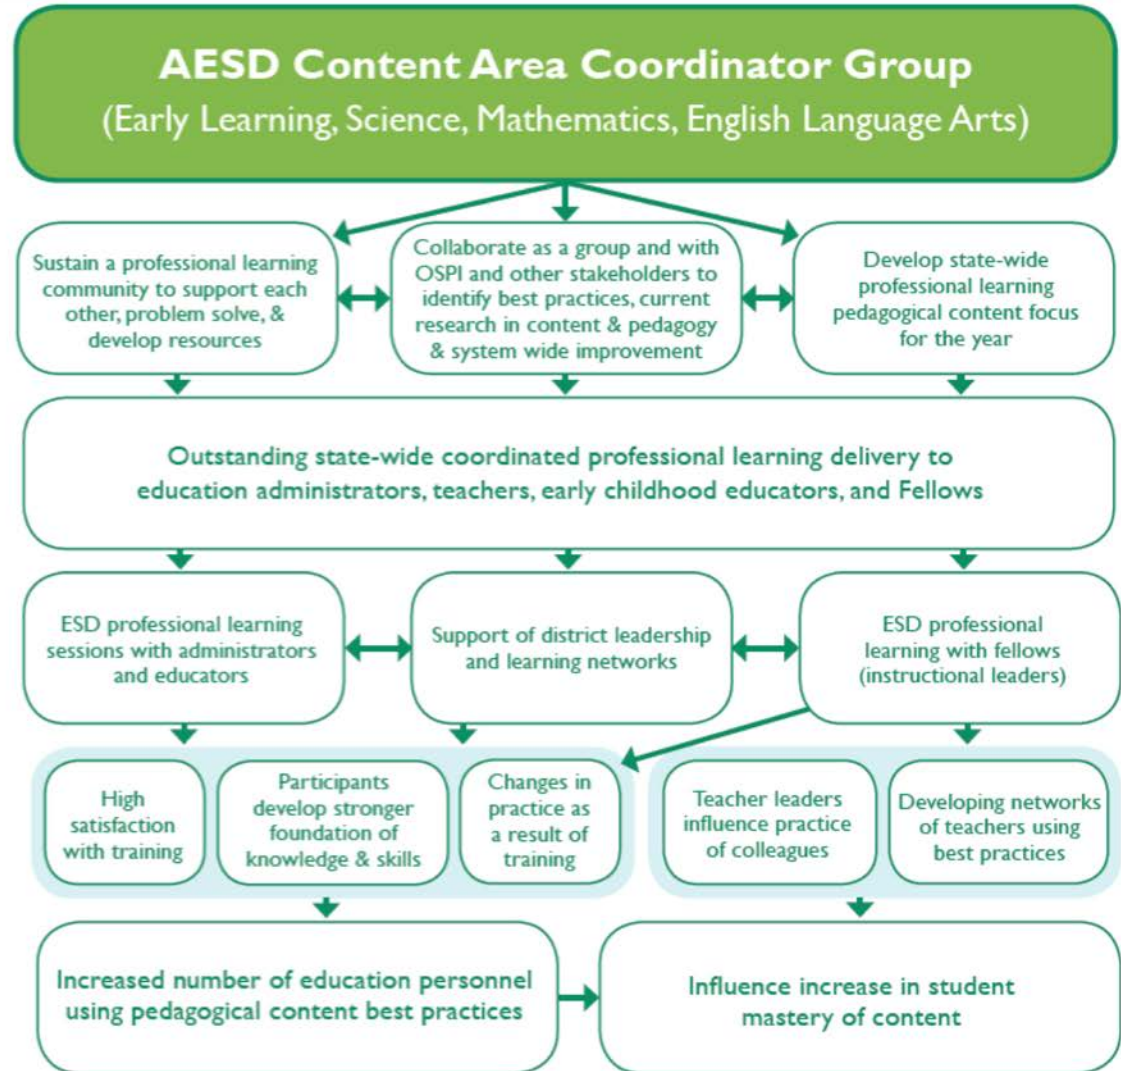 AESD Content Area Coordinator Group
(Early Learning, Science, Mathematics, English Language Arts)
Sustain a professional learning
community to support each
other, problem solve, &
develop resources
Collaborate as a group and with
OSPI and other stakeholders to
identify best practices, current
research in content & pedagogy
& system wide improvement
Develop state-wide
professional learning
pedagogical content focus
for the year
Outstanding state-wide coordinated professional learning delivery to
education administrators, teachers, early childhood educators, and Fellows
ESD professional learning
sessions with administrators
and educators
Support of district leadership
and learning networks
ESD professional
learning with fellows
(instructional leaders)
High
satisfaction
with training
Participants
develop stronger
foundation of
knowledge & skills
Changes in
practice as
a result of
training
Teacher leaders
influence practice
of colleagues
Developing networks
of teachers using
best practices
Increased number of education personnel
using pedagogical content best practices
Influence increase in student
mastery of content